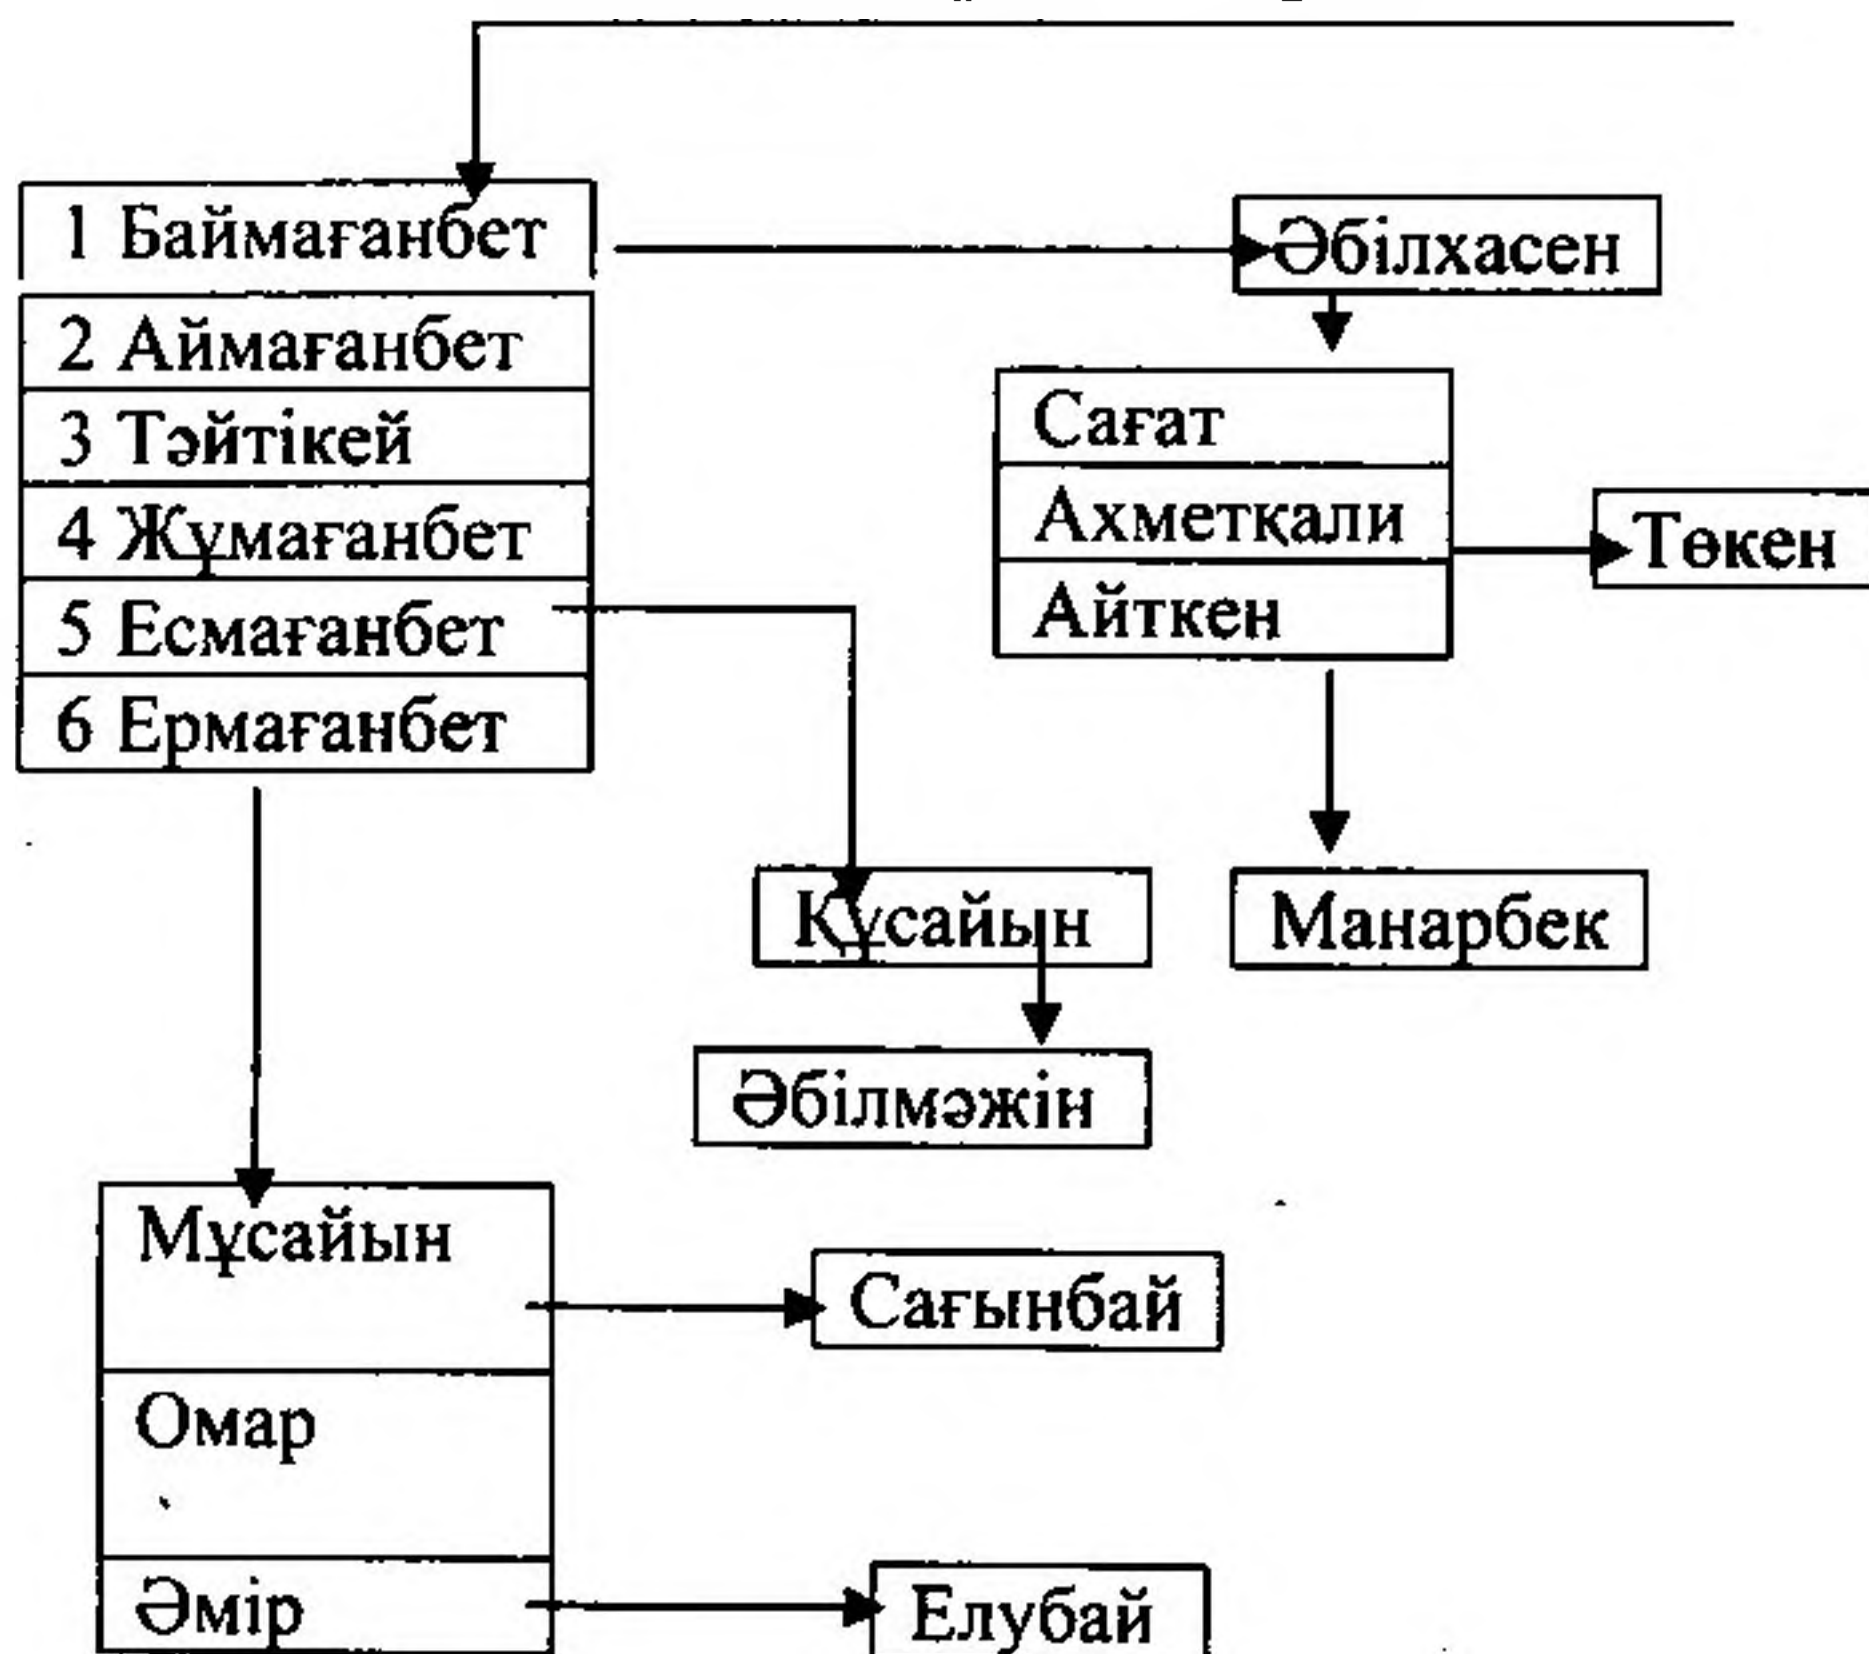 1 Баймағанбет
2 Аймағанбет
3 Тәйтікей
4 Жұмағанбет
5 Есмағанбет
6 Ермағанбет
Әбілхасен
Сағат
Ахметқали
Айткен
Төкен
Құсайын
Манарбек
Әбілмәжін
Мұсайын
Омар
Әмір
Сағынбай
Елубай